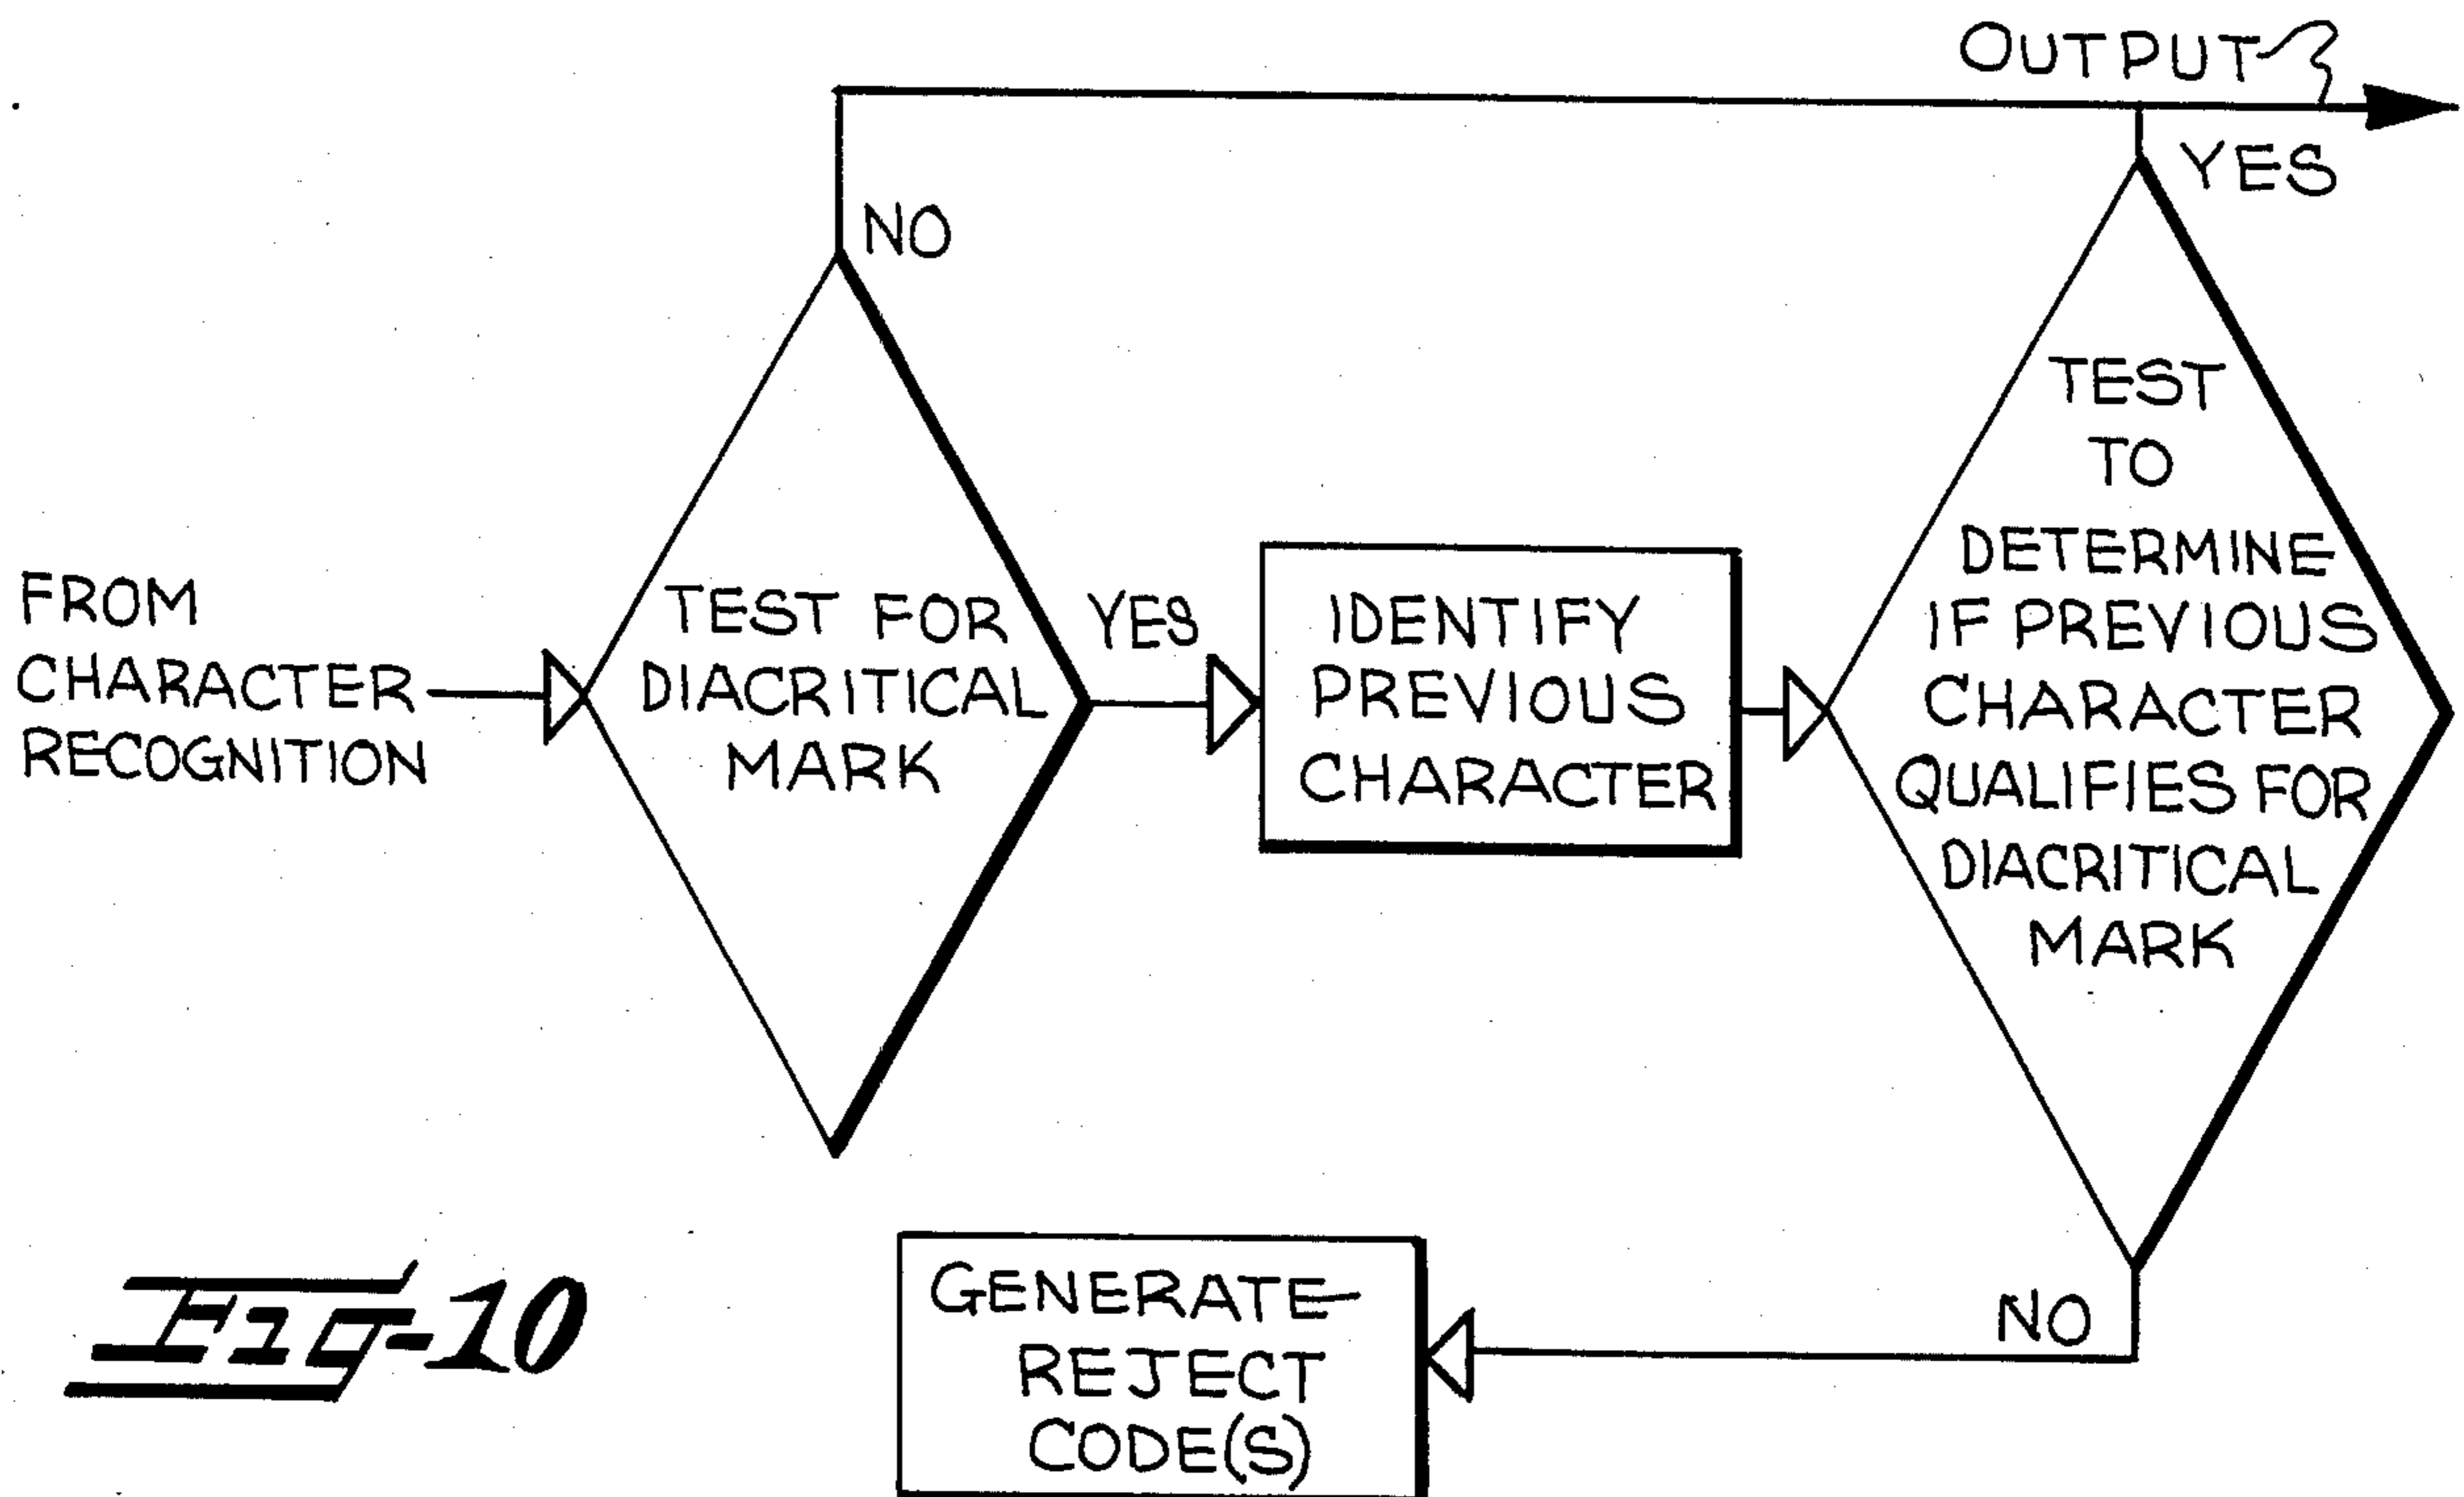 OUTPUT
YES
NO
FROM
CHARACTER
RECOGNITION
TEST FOR
DIACRITICAL
MARK
YES
IDENTIFY
PREVIOUS
CHARACTER
TEST
TO
DETERMINE
IF PREVIOUS
CHARACTER
QUALIFIES FOR
DIACRITICAL
MARK
NO
GENERATE
REJECT
CODE(S)
Fig-10